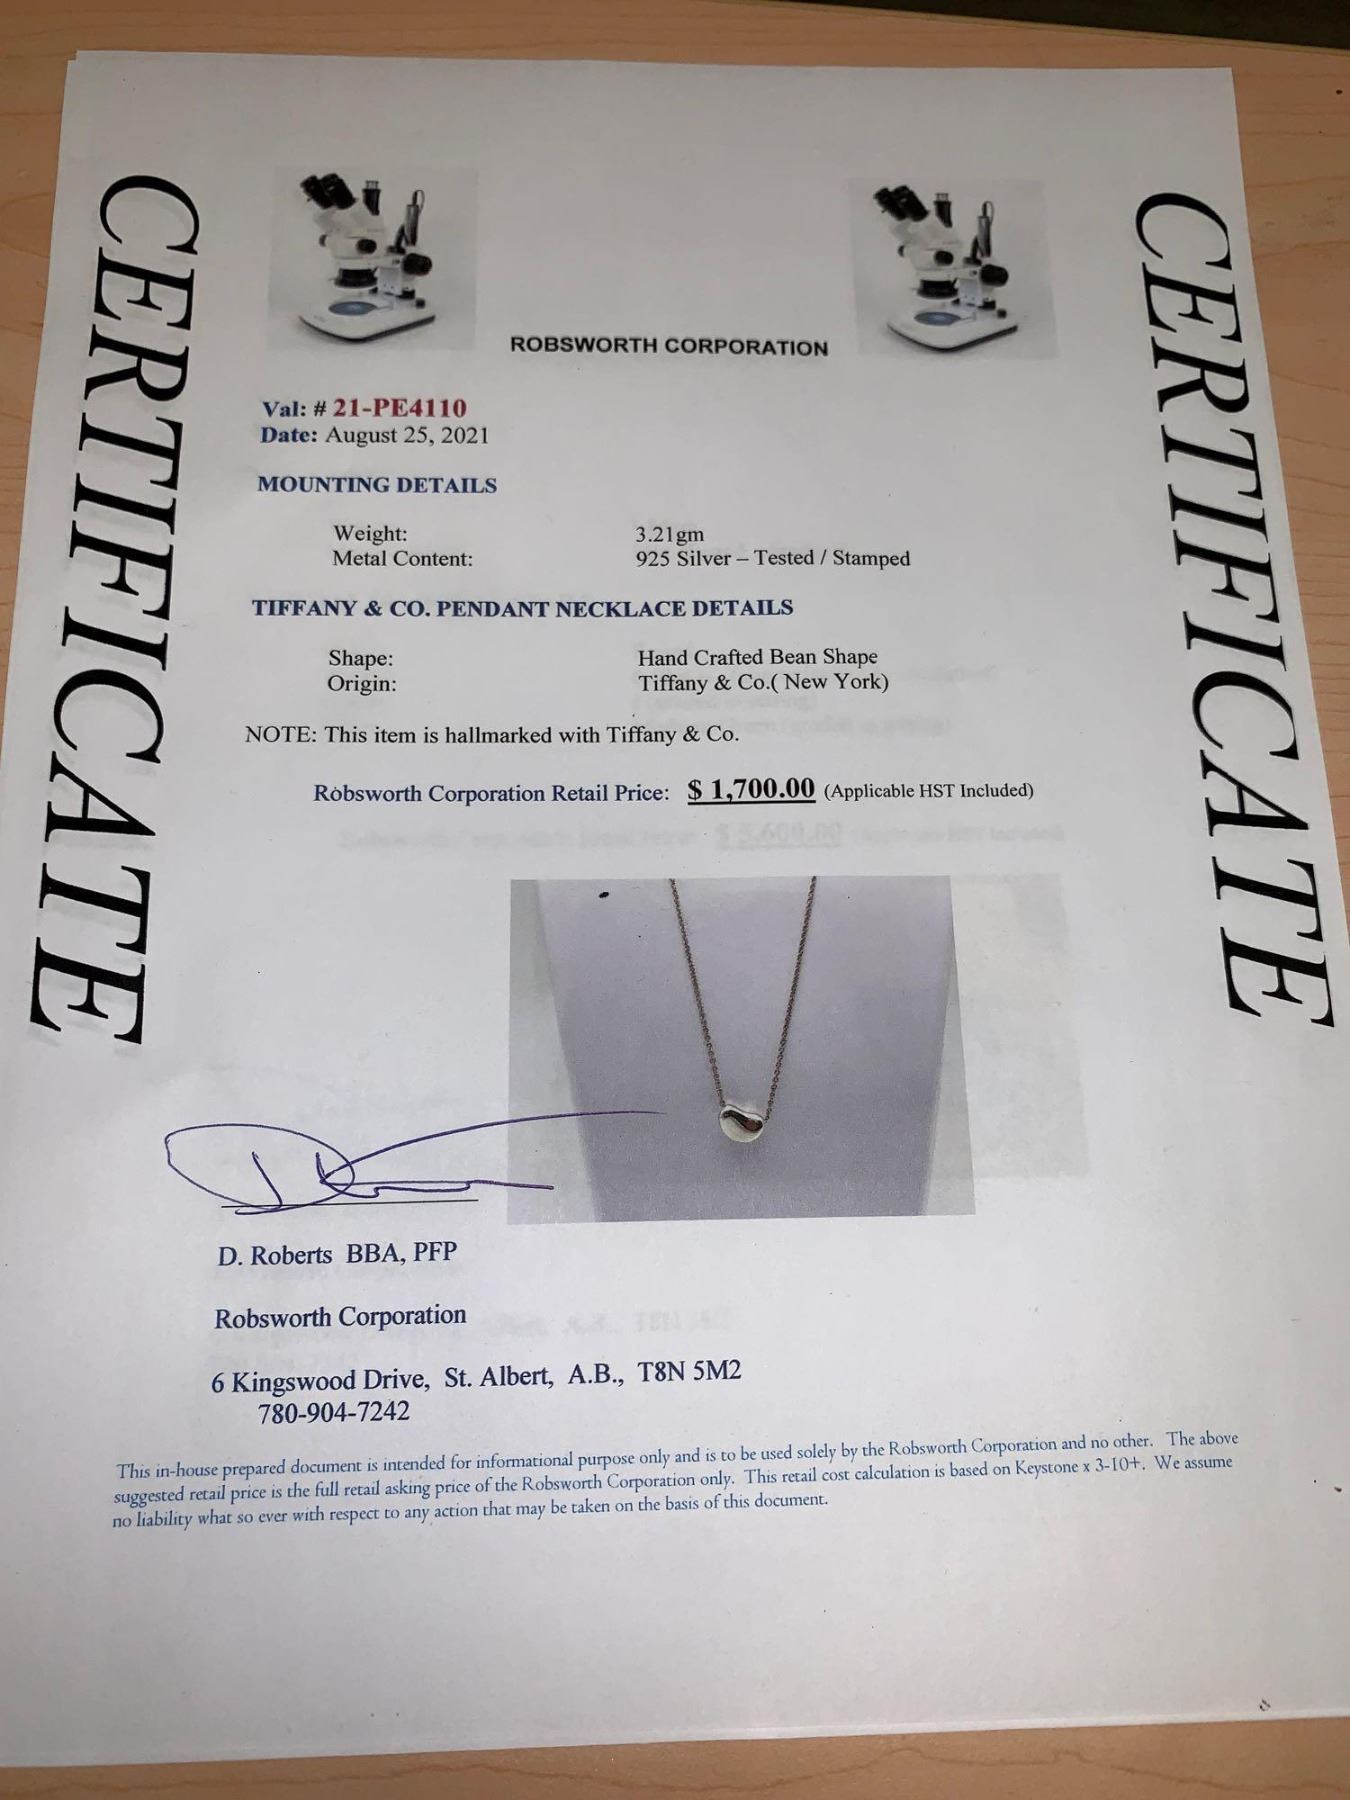 CERTIFICATE
CERTIFICATE
ROBSWORTH CORPORATION
Val: # 21-PE4110
Date: August 25, 2021
MOUNTING DETAILS
Weight: 3.21gm
Metal Content: 925 Silver – Tested / Stamped
TIFFANY & CO. PENDANT NECKLACE DETAILS
Shape: Hand Crafted Bean Shape
Origin: Tiffany & Co.( New York)
NOTE: This item is hallmarked with Tiffany & Co.
Robsworth Corporation Retail Price: $ 1,700.00 (Applicable HST Included)
$ 5,600.00
D. Roberts BBA, PFP
Robsworth Corporation
6 Kingswood Drive, St. Albert, A.B., T8N 5M2
780-904-7242
This in-house prepared document is intended for informational purpose only and is to be used solely by the Robsworth Corporation and no other. The above
suggested retail price is the full retail asking price of the Robsworth Corporation only. This retail cost calculation is based on Keystone x 3-10+. We assume
no liability what so ever with respect to any action that may be taken on the basis of this document.